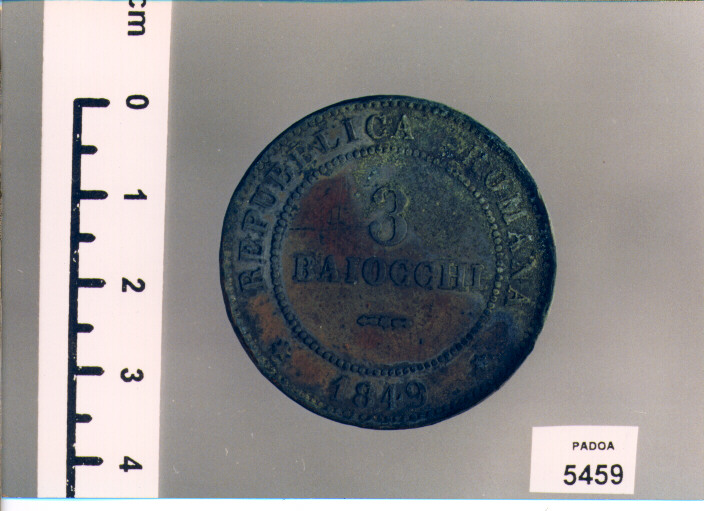 cm
0
1
2
3
4
REPUBBLICA ROMANA
3
BAIOCCHI
1849
PADOA
5459